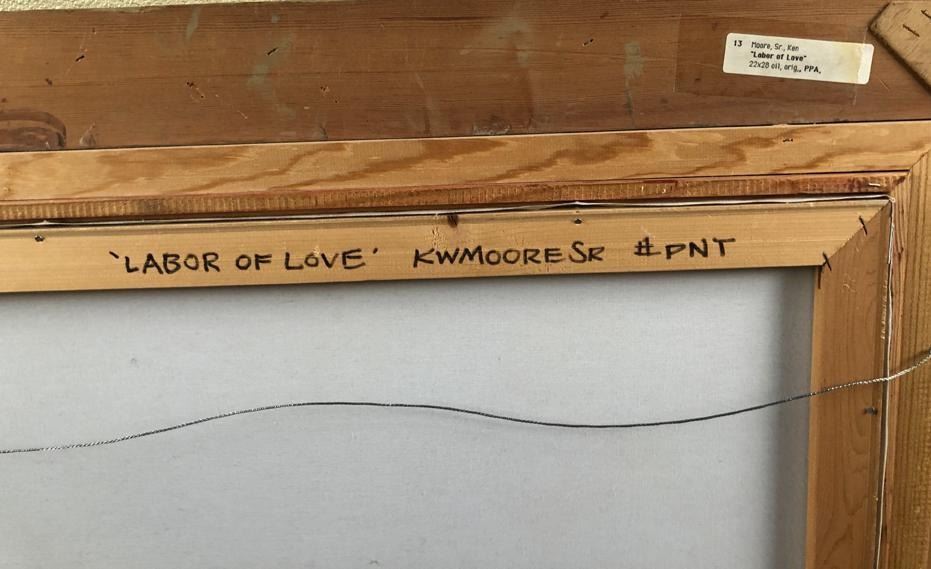 13 Moore, Sr., Ken
"Labor of Love"
22x28 oil, orig., PPA,
'LABOR OF LOVE' KWMOORESR #PNT